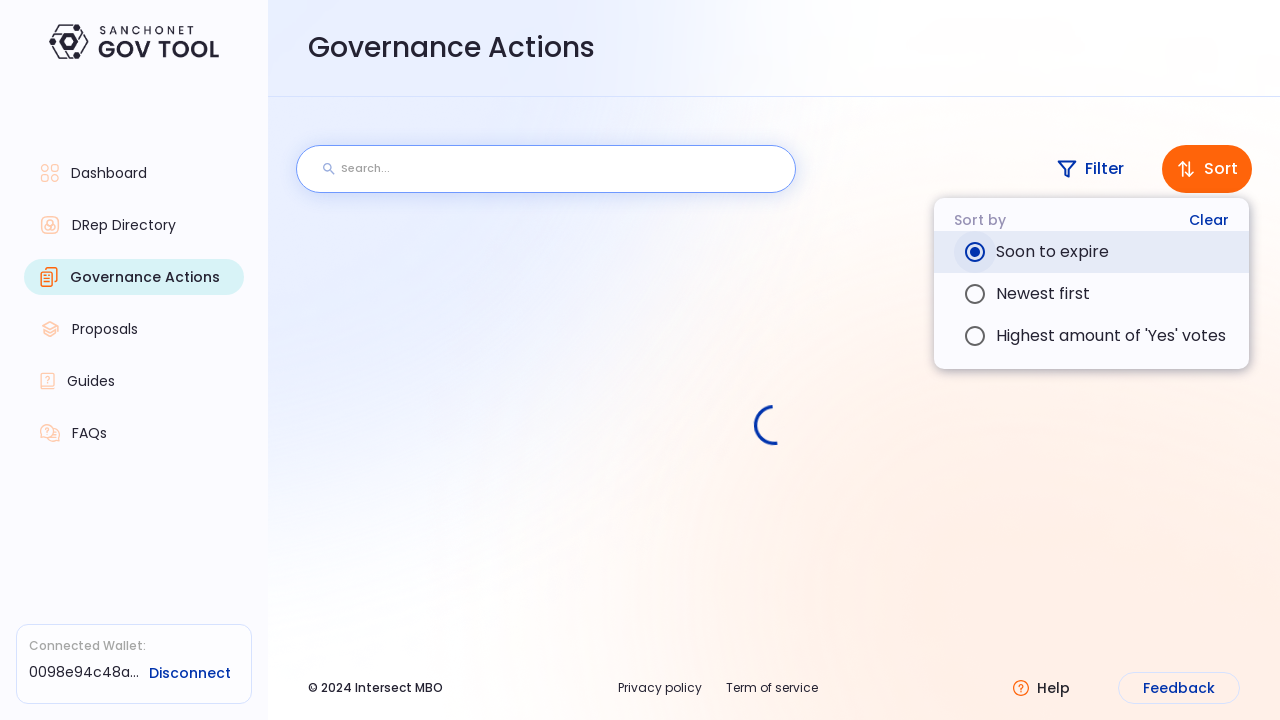 SANCHONET
GOV TOOL
Governance Actions
Dashboard
DRep Directory
Governance Actions
Proposals
Guides
FAQs
Connected Wallet:
0098e94c48a...
Disconnect
Search...
Filter
Sort
Sort by
Clear
Soon to expire
Newest first
Highest amount of 'Yes' votes
© 2024 Intersect MBO
Privacy policy
Term of service
Help
Feedback